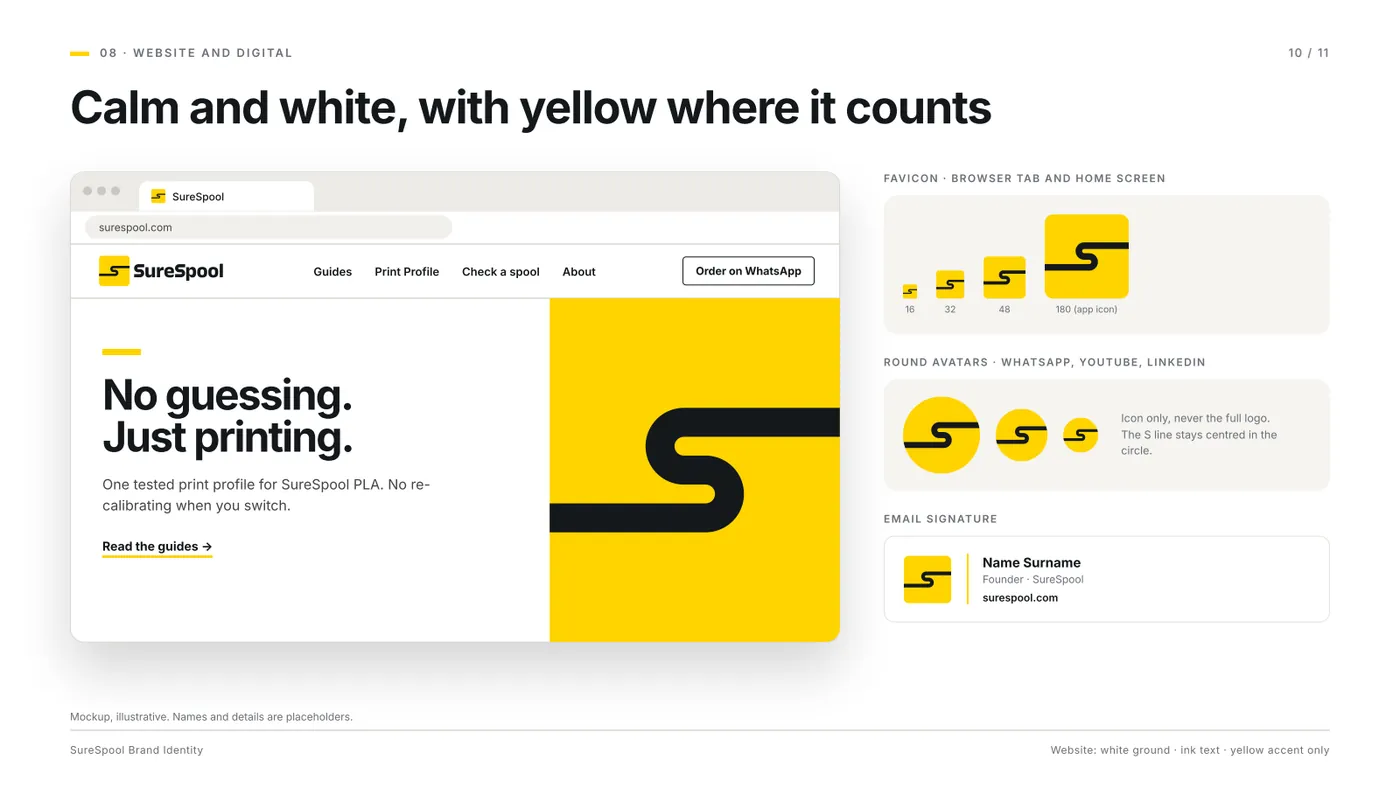 08 · WEBSITE AND DIGITAL
10 / 11
Calm and white, with yellow where it counts
SureSpool
surespool.com
SureSpool
Guides
Print Profile
Check a spool
About
Order on WhatsApp
No guessing.
Just printing.
One tested print profile for SureSpool PLA. No re-
calibrating when you switch.
Read the guides →
FAVICON · BROWSER TAB AND HOME SCREEN
16
32
48
180 (app icon)
ROUND AVATARS · WHATSAPP, YOUTUBE, LINKEDIN
Icon only, never the full logo.
The S line stays centred in the
circle.
EMAIL SIGNATURE
Name Surname
Founder · SureSpool
surespool.com
Mockup, illustrative. Names and details are placeholders.
SureSpool Brand Identity
Website: white ground · ink text · yellow accent only